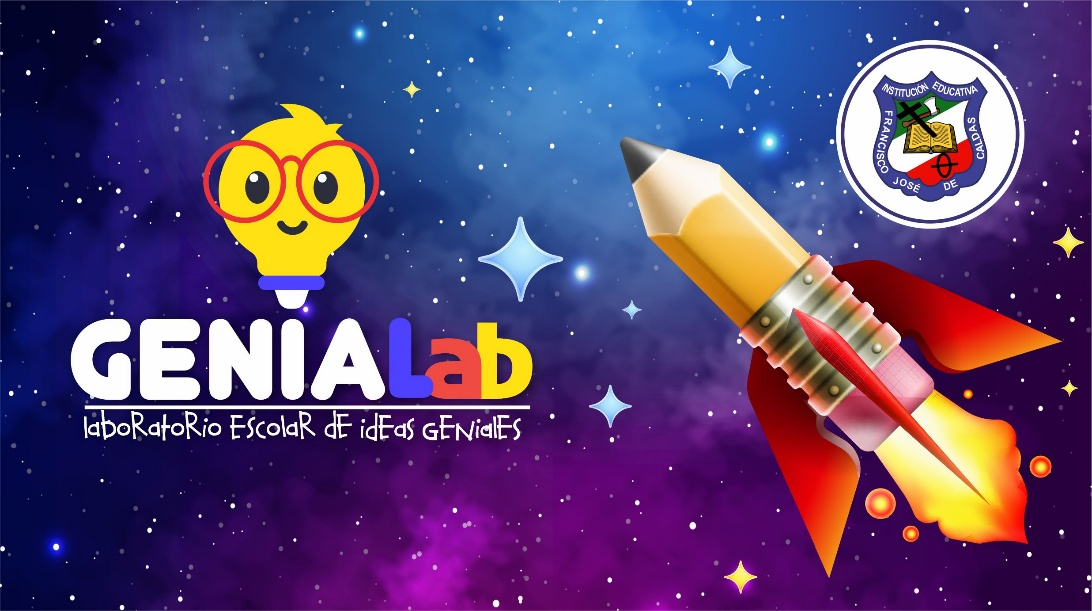 GENIALab
laboRatoRio EscolaR dE idEas GENialES
INSTITUCIÓN EDUCATIVA
FRANCISCO JOSÉ DE CALDAS